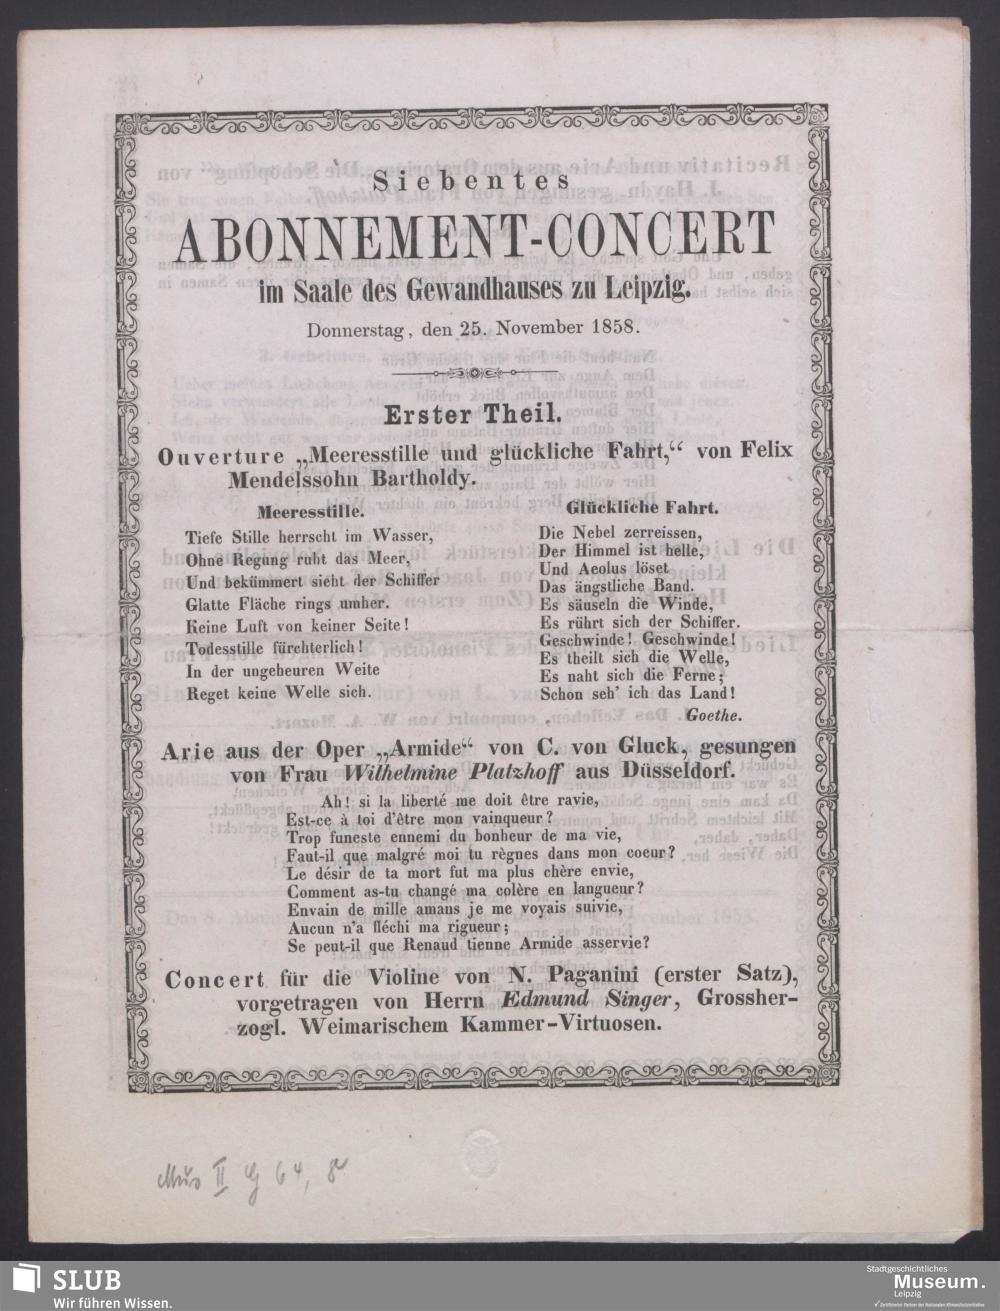 Siebentes
ABONNEMENT-CONCERT
im Saale des Gewandhauses zu Leipzig.
Donnerstag, den 25. November 1858.
Erster Theil.
Ouverture „Meeresstille und glückliche Fahrt,“ von Felix
Mendelssohn Bartholdy.
Meeresstille.
Tiefe Stille herrscht im Wasser,
Ohne Regung ruht das Meer,
Und bekümmert sieht der Schiffer
Glatte Fläche rings umher.
Keine Luft von keiner Seite!
Todesstille fürchterlich!
In der ungeheuren Weite
Reget keine Welle sich.
Glückliche Fahrt.
Die Nebel zerreissen,
Der Himmel ist helle,
Und Aeolus löset
Das ängstliche Band.
Es säuseln die Winde,
Es rührt sich der Schiffer.
Geschwinde! Geschwinde!
Es theilt sich die Welle,
Es naht sich die Ferne;
Schon seh' ich das Land!
Goethe.
Arie aus der Oper „Armide“ von C. von Gluck, gesungen
von Frau Wilhelmine Platzhoff aus Düsseldorf.
Ah! si la liberté me doit être ravie,
Est-ce à toi d'être mon vainqueur?
Trop funeste ennemi du bonheur de ma vie,
Faut-il que malgré moi tu règnes dans mon coeur?
Le désir de ta mort fut ma plus chère envie,
Comment as-tu changé ma colère en langueur?
Envain de mille amans je me voyais suivie,
Aucun n'a fléchi ma rigueur;
Se peut-il que Renaud tienne Armide asservie?
Concert für die Violine von N. Paganini (erster Satz),
vorgetragen von Herrn Edmund Singer, Grossher-
zogl. Weimarischem Kammer-Virtuosen.
Mus II 64, 8
SLUB
Wir führen Wissen.
Stadtgeschichtliches
Museum.
Leipzig
Zertifizierter Partner der Nationalen Klimaschutzinitiative